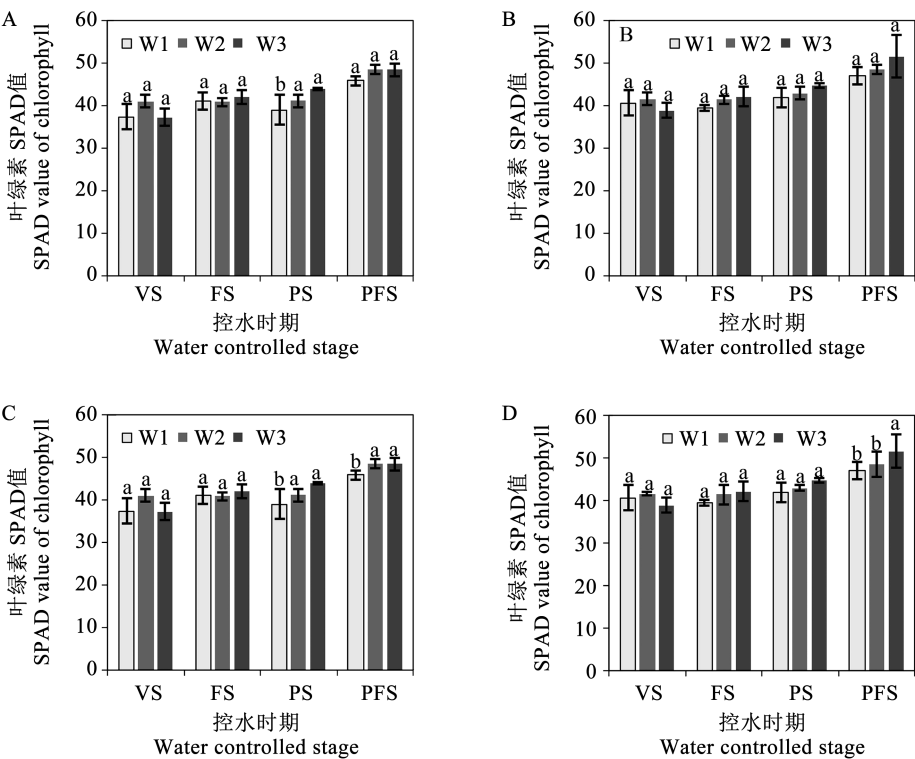 A
60
50
40
30
20
10
0
叶绿素 SPAD值
SPAD value of chlorophyll
W1 W2 W3
a a a a a a b a a a a a
VS FS PS PFS
控水时期
Water controlled stage
B
60
50
40
30
20
10
0
叶绿素 SPAD值
SPAD value of chlorophyll
B
W1 W2 W3
a a a a a a a a a a a a
VS FS PS PFS
控水时期
Water controlled stage
C
60
50
40
30
20
10
0
叶绿素 SPAD值
SPAD value of chlorophyll
W1 W2 W3
a a a a a a b a a b a a
VS FS PS PFS
控水时期
Water controlled stage
D
60
50
40
30
20
10
0
叶绿素 SPAD值
SPAD value of chlorophyll
W1 W2 W3
a a a a a a a a a b b a
VS FS PS PFS
控水时期
Water controlled stage